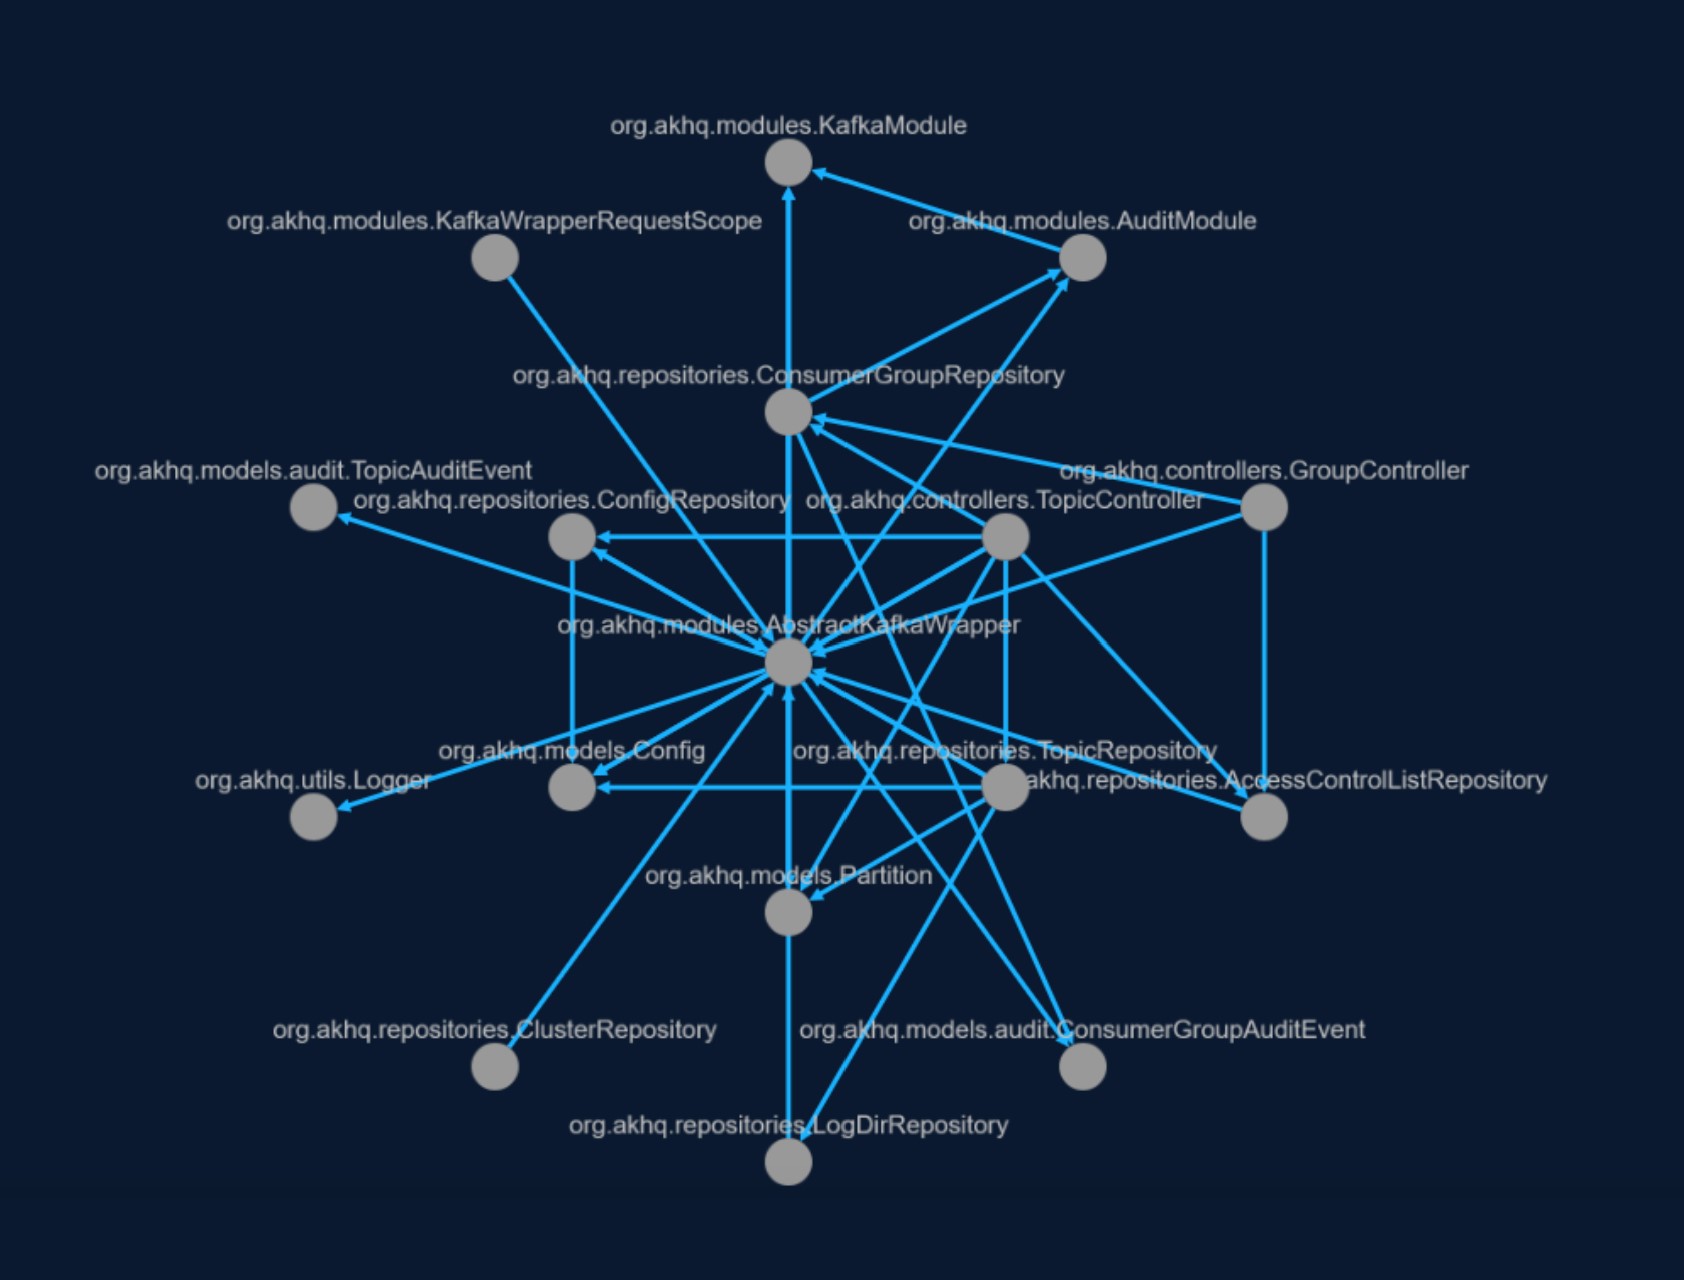 org.akhq.modules.KafkaModule
org.akhq.modules.KafkaWrapperRequestScope
org.akhq.modules.AuditModule
org.akhq.repositories.ConsumerGroupRepository
org.akhq.models.audit.TopicAuditEvent
org.akhq.controllers.GroupController
org.akhq.repositories.ConfigRepository
org.akhq.controllers.TopicController
org.akhq.modules.AbstractKafkaWrapper
org.akhq.models.Config
org.akhq.repositories.TopicRepository
org.akhq.utils.Logger
akhq.repositories.AccessControlListRepository
org.akhq.models.Partition
org.akhq.repositories.ClusterRepository
org.akhq.models.audit.ConsumerGroupAuditEvent
org.akhq.repositories.LogDirRepository